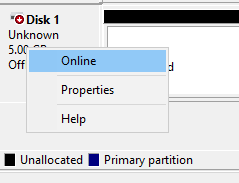 Disk 1
Unknown
5.00 GB
Off
Online
Properties
Help
d
Unallocated
Primary partition